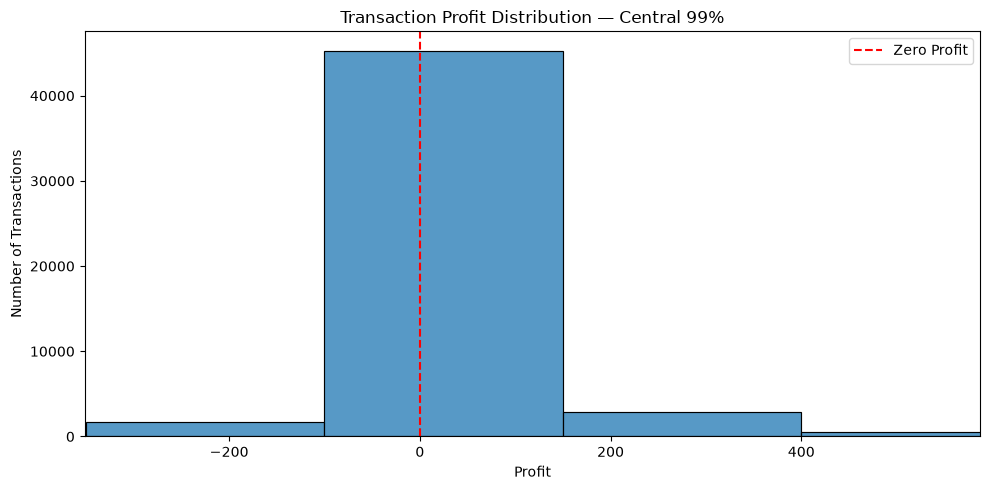 Transaction Profit Distribution — Central 99%
Zero Profit
Number of Transactions
40000
30000
20000
10000
0
−200
0
200
400
Profit